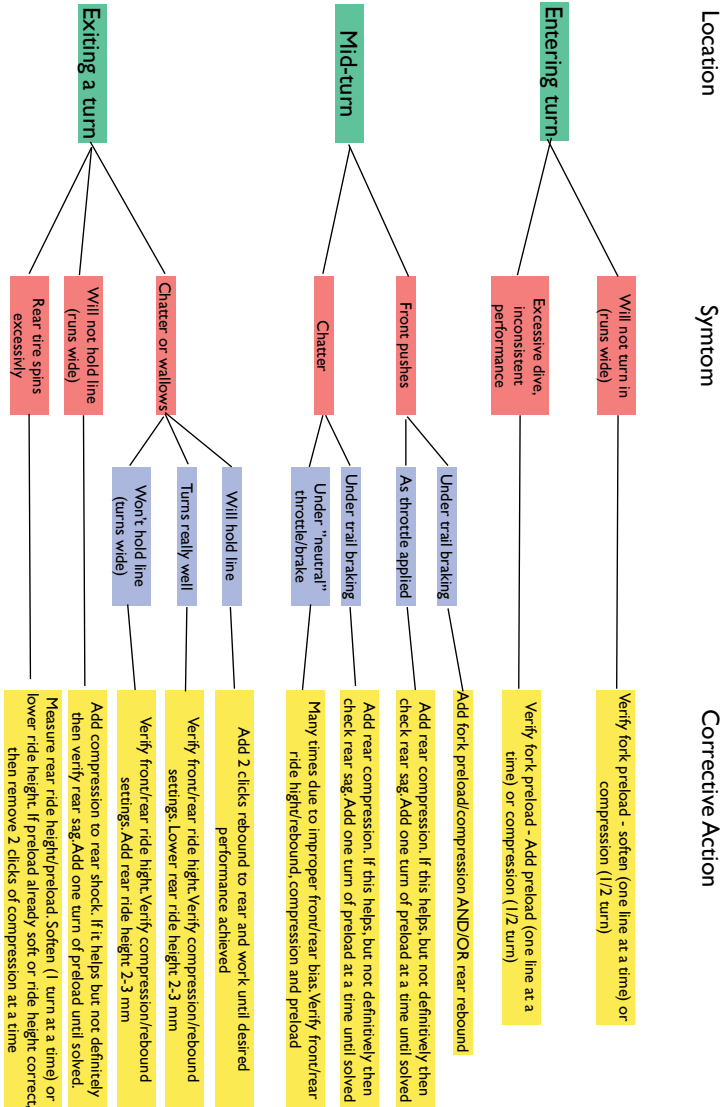 Location
Symtom
Corrective Action
Entering turn
Will not turn in
(runs wide)
Verify fork preload - soften (one line at a time) or
compression (1/2 turn)
Excessive dive,
inconsistent
performance
Verify fork preload - Add preload (one line at a
time) or compression (1/2 turn)
Mid-turn
Front pushes
Under trail braking
Add fork preload/compression AND/OR rear rebound
As throttle applied
Add rear compression. If this helps, but not definitively then
check rear sag. Add one turn of preload at a time until solved
Chatter
Under trail braking
Add rear compression. If this helps, but not definitively then
check rear sag. Add one turn of preload at a time until solved
Under "neutral"
throttle/brake
Many times due to improper front/rear bias. Verify front/rear
ride hight/rebound, compression and preload
Exiting a turn
Chatter or wallows
Will hold line
Add 2 clicks rebound to rear and work until desired
performance achieved
Turns really well
Verify front/rear ride hight. Verify compression/rebound
settings. Lower rear ride height 2-3 mm
Won't hold line
(turns wide)
Verify front/rear ride hight. Verify compression/rebound
settings. Add rear ride height 2-3 mm
Will not hold line
(runs wide)
Add compression to rear shock. If it helps but not definitely
then verify rear sag. Add one turn of preload until solved.
Rear tire spins
excessivly
Measure rear ride height/preload. Soften (1 turn at a time) or
lower ride height. If preload already soft or ride height correct,
then remove 2 clicks of compression at a time